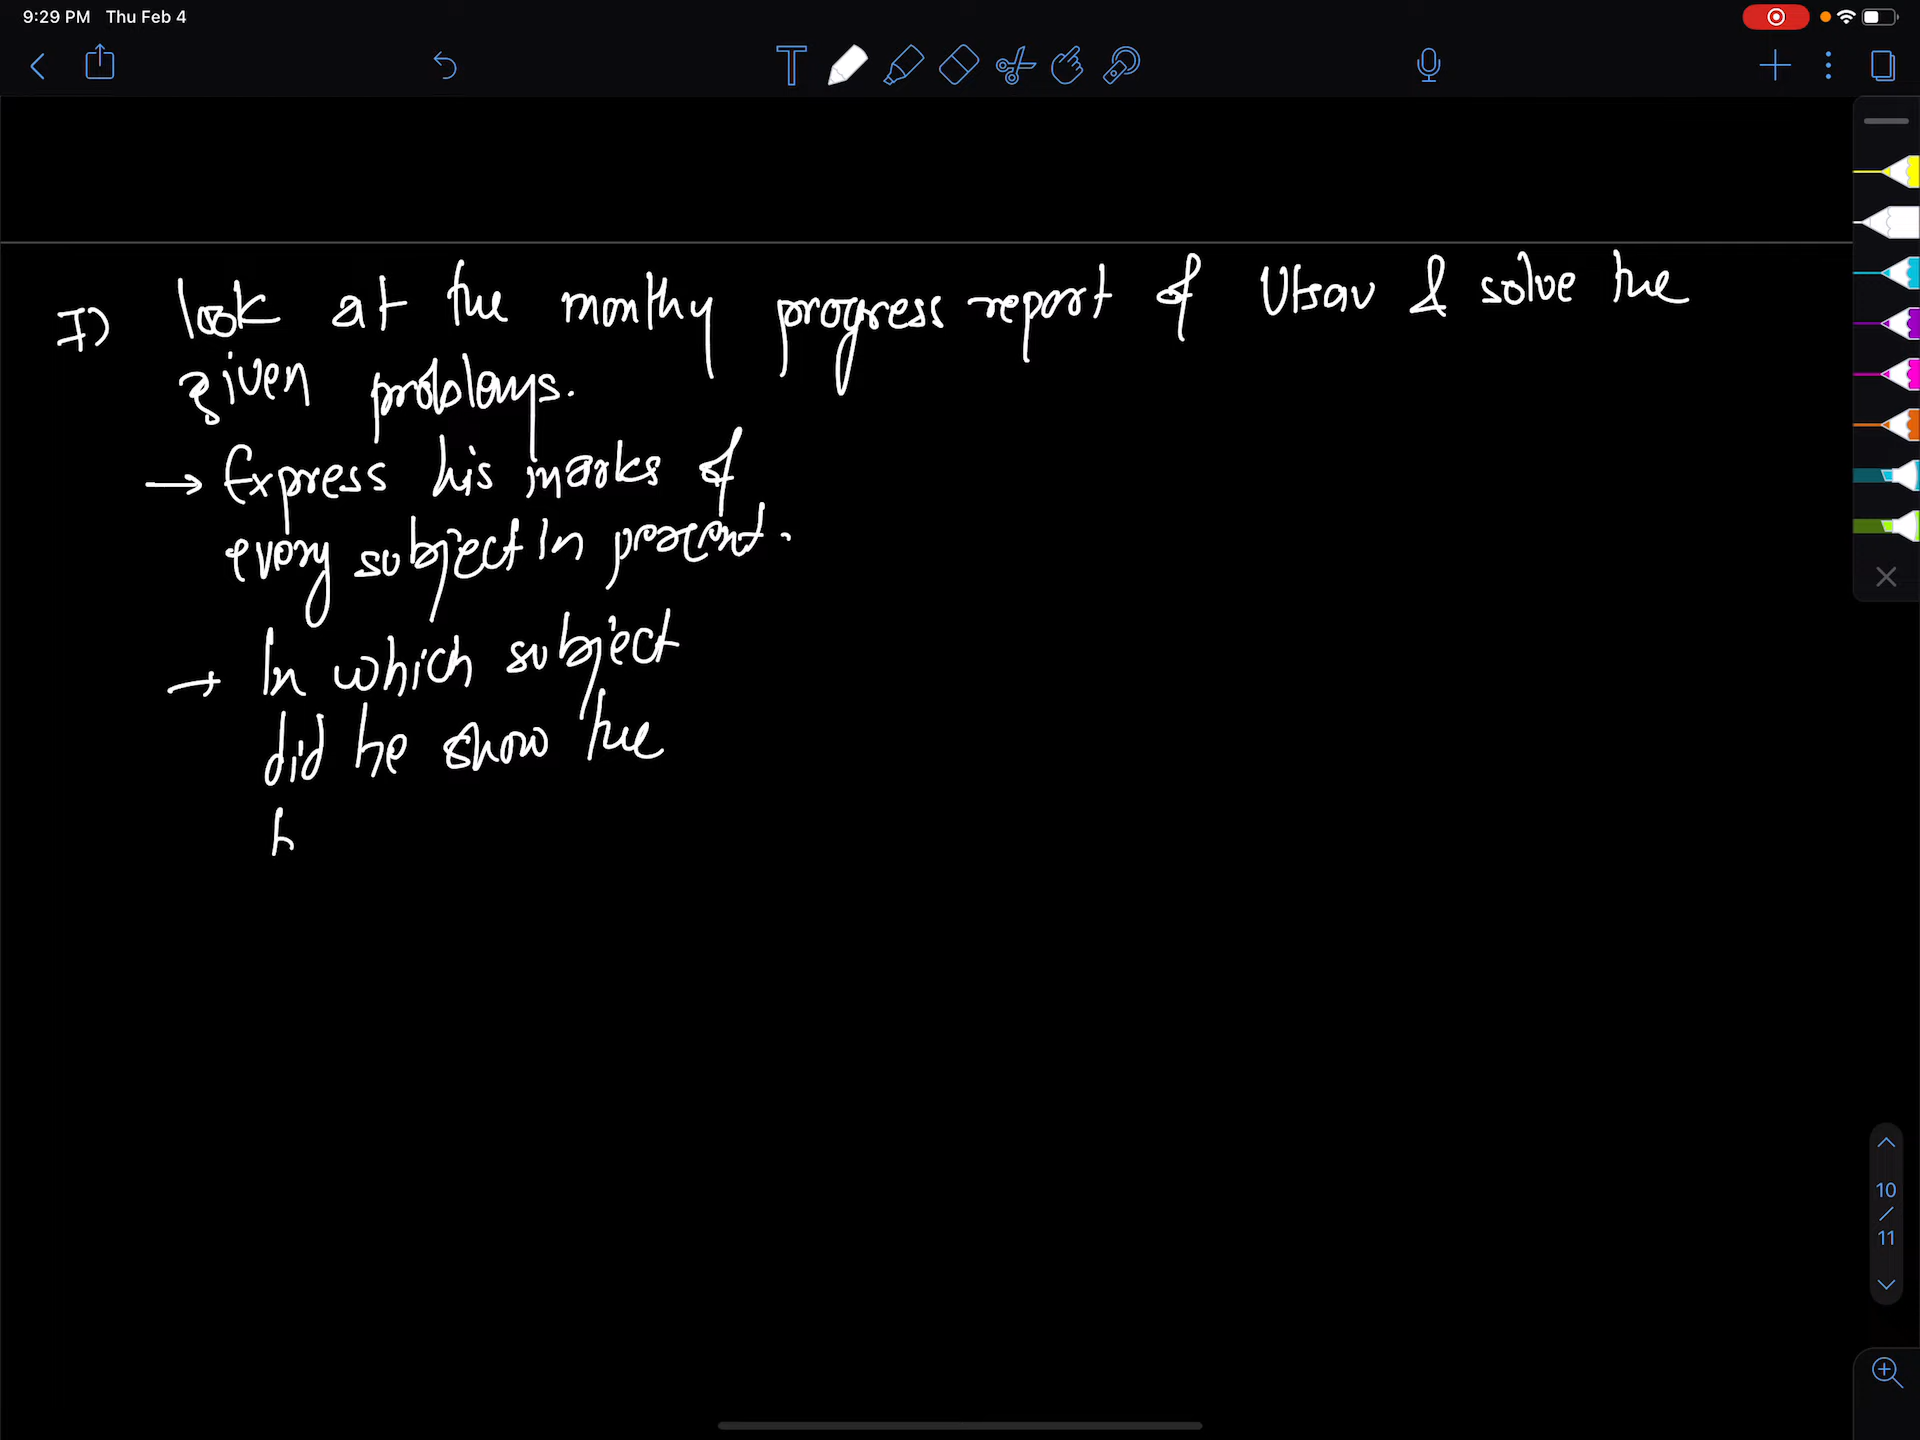 9:29 PM Thu Feb 4
I) look at the monthy progress report of Utsav & solve the
given problems.
→ Express his marks of
every subject in percent.
→ In which subject
did he show the
h
10
/
11